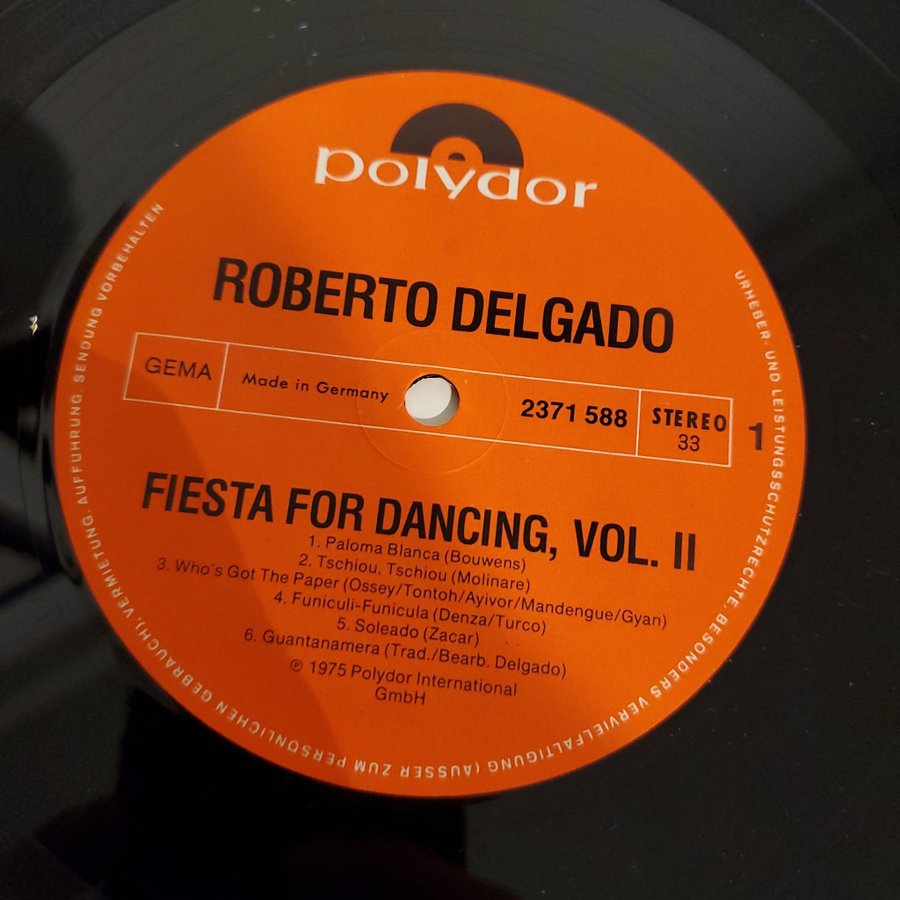 polydor
ROBERTO DELGADO
GEMA
Made in Germany
2371 588
STEREO
33
1
FIESTA FOR DANCING, VOL. II
1. Paloma Blanca (Bouwens)
2. Tschiou, Tschiou (Molinare)
3. Who's Got The Paper (Ossey/Tontoh/Ayivor/Mandengue/Gyan)
4. Funiculi-Funicula (Denza/Turco)
5. Soleado (Zacar)
6. Guantanamera (Trad./Bearb. Delgado)
℗ 1975 Polydor International
GmbH
URHEBER- UND LEISTUNGSSCHUTZRECHTE, BESONDERS VERVIELFÄLTIGUNG (AUSSER ZUM PERSÖNLICHEN GEBRAUCH), VERMIETUNG, AUFFÜHRUNG, SENDUNG VORBEHALTEN